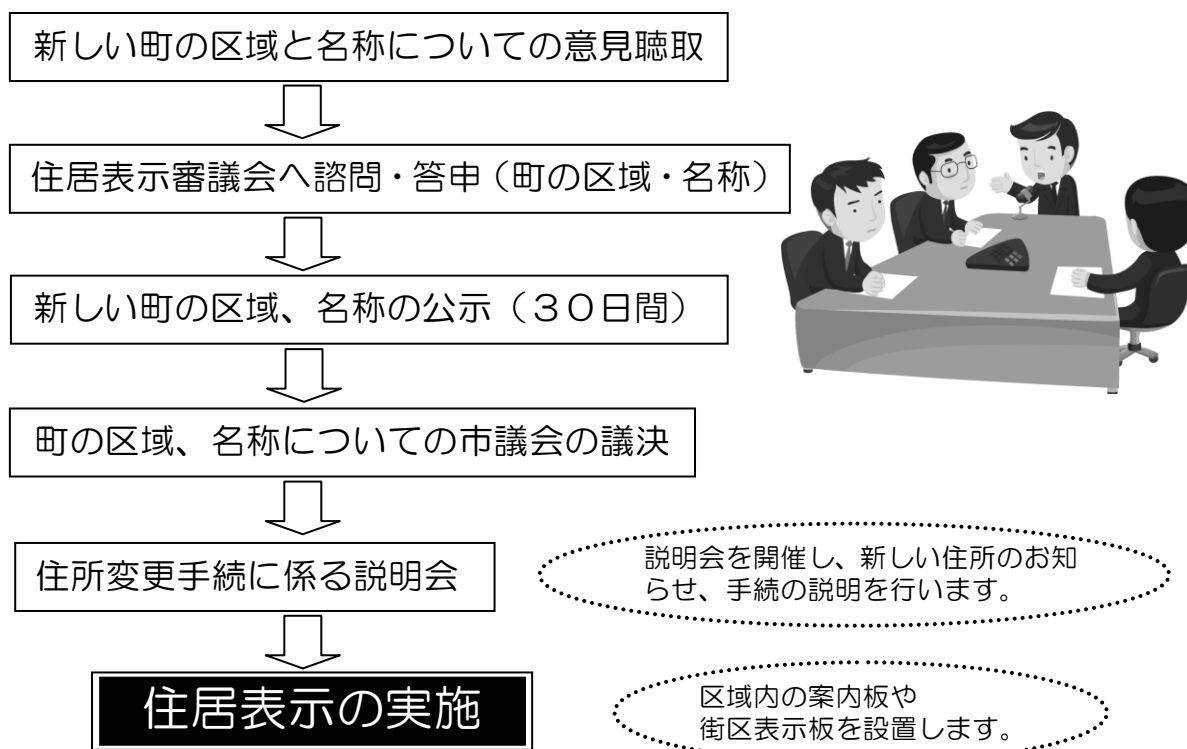 新しい町の区域と名称についての意見聴取
住居表示審議会へ諮問・答申（町の区域・名称）
新しい町の区域、名称の公示（３０日間）
町の区域、名称についての市議会の議決
住所変更手続に係る説明会
説明会を開催し、新しい住所のお知
らせ、手続の説明を行います。
住居表示の実施
区域内の案内板や
街区表示板を設置します。